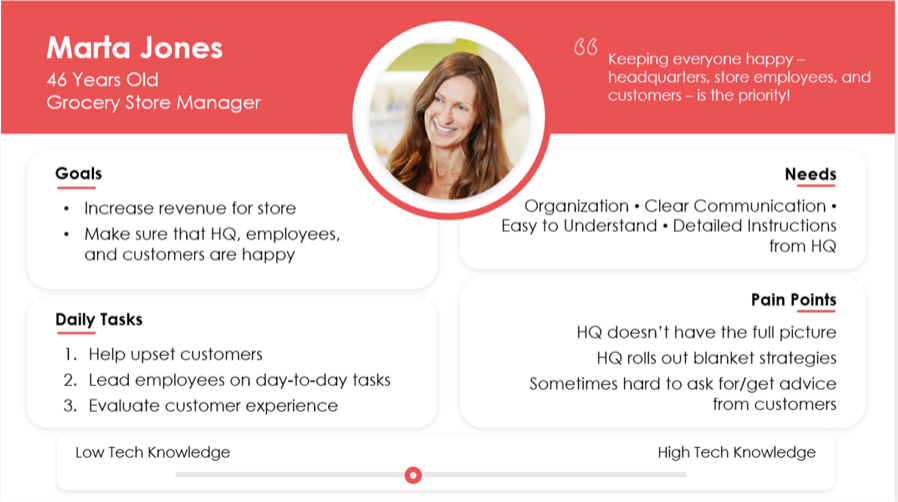 Marta Jones
46 Years Old
Grocery Store Manager
Keeping everyone happy –
headquarters, store employees, and
customers – is the priority!
Goals
• Increase revenue for store
• Make sure that HQ, employees,
and customers are happy
Needs
Organization • Clear Communication •
Easy to Understand • Detailed Instructions
from HQ
Daily Tasks
1. Help upset customers
2. Lead employees on day-to-day tasks
3. Evaluate customer experience
Pain Points
HQ doesn’t have the full picture
HQ rolls out blanket strategies
Sometimes hard to ask for/get advice
from customers
Low Tech Knowledge
High Tech Knowledge